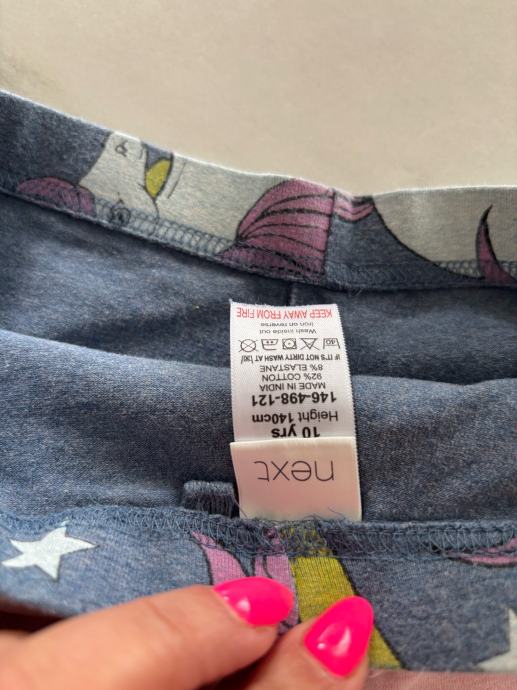 next
10 yrs
Height 140cm
146-498-121
MADE IN INDIA
92% COTTON
8% ELASTANE
IF IT'S NOT DIRTY WASH AT 30
40
Wash inside out
Iron on reverse
KEEP AWAY FROM FIRE